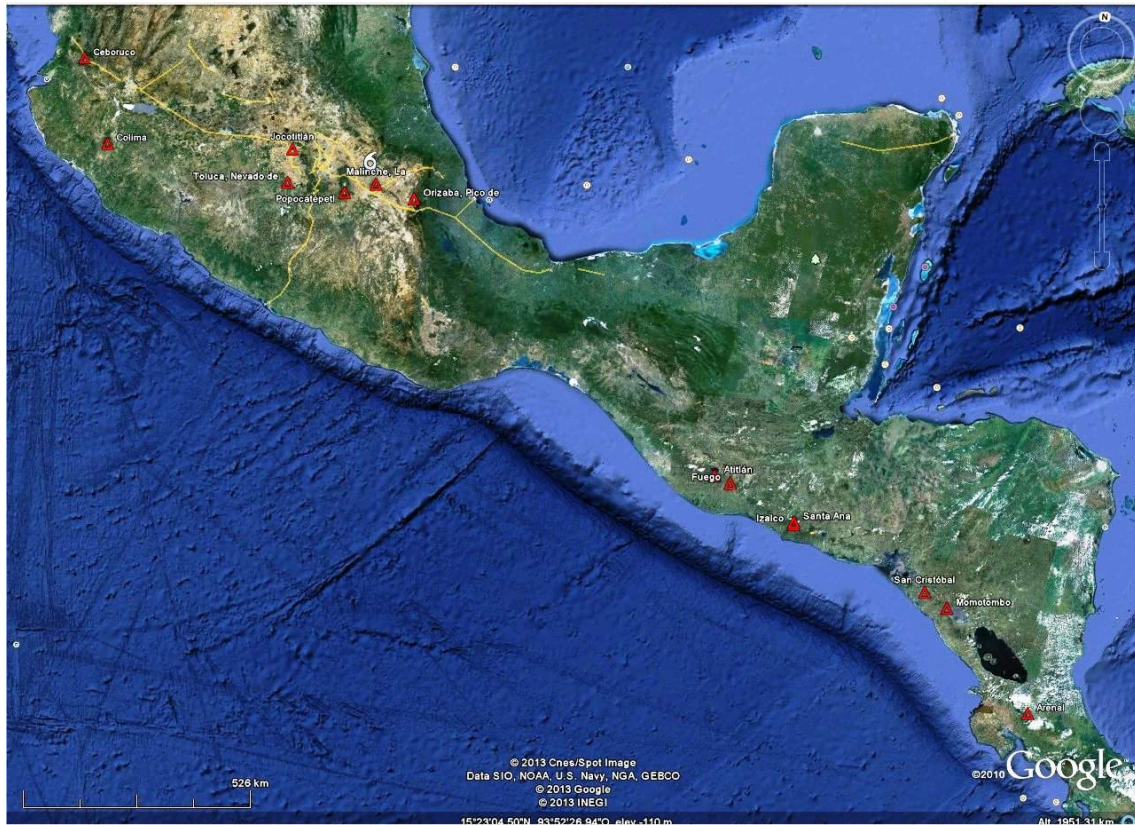 N
Ceboruco
Colima
Jocotitlán
6
Malinche, La
Toluca, Nevado de
Popocatépetl
Orizaba, Pico de
Atitlán
Fuego
Izalco
Santa Ana
San Cristóbal
Momotombo
Arenal
526 km
© 2013 Cnes/Spot Image
Data SIO, NOAA, U.S. Navy, NGA, GEBCO
© 2013 Google
© 2013 INEGI
©2010 Google
15°23'04.50"N 93°52'26.94"O elev -110 m
Alt. 1951.31 km